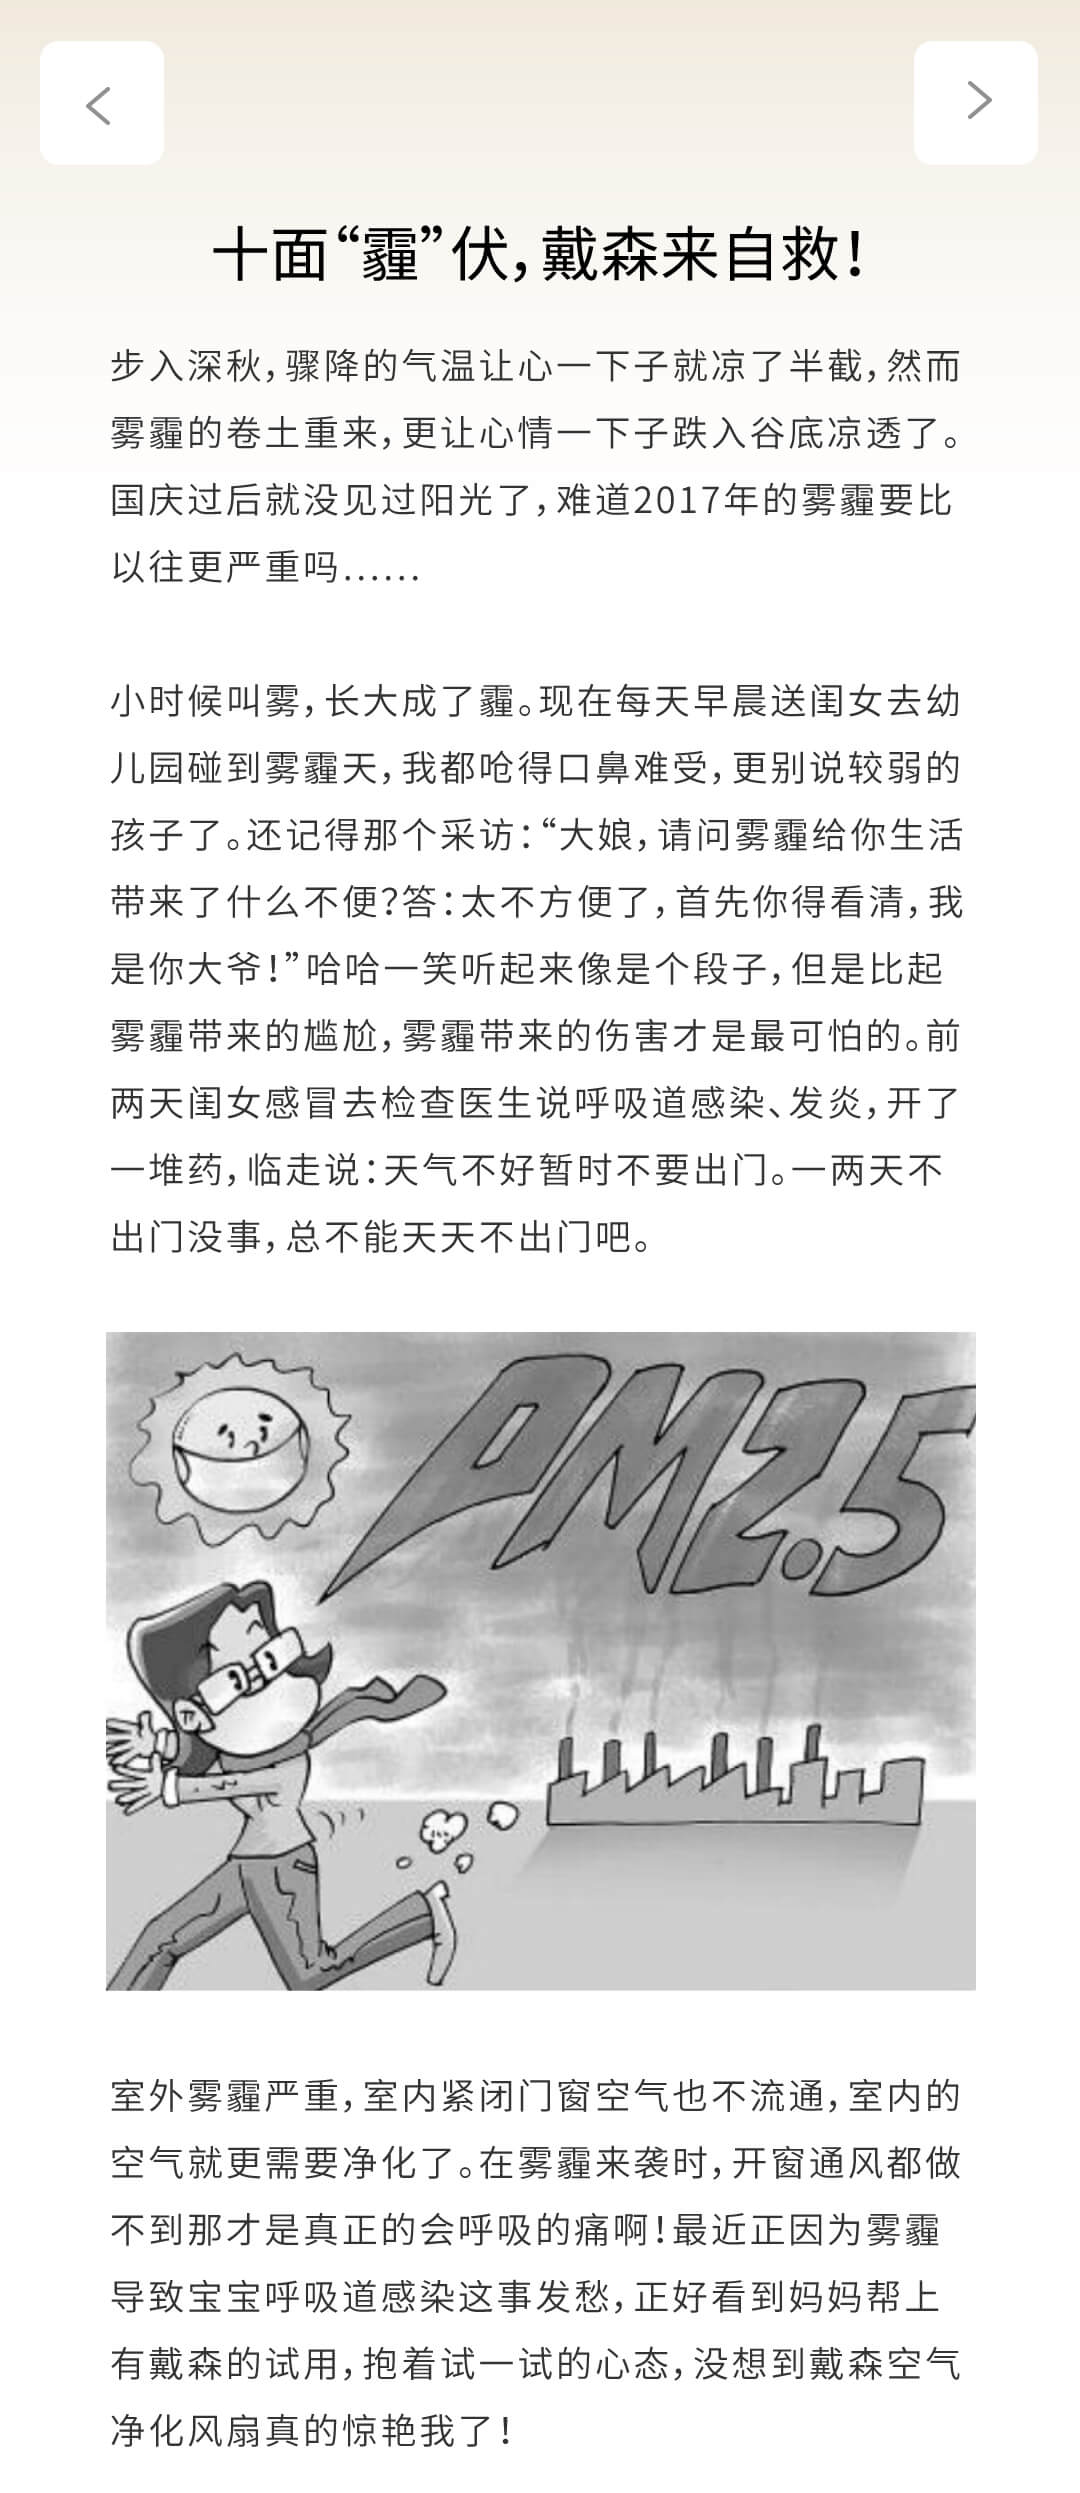 十面“霾”伏，戴森来自救！
步入深秋，骤降的气温让心一下子就凉了半截，然而
雾霾的卷土重来，更让心情一下子跌入谷底凉透了。
国庆过后就没见过阳光了，难道2017年的雾霾要比
以往更严重吗......
小时候叫雾，长大成了霾。现在每天早晨送闺女去幼
儿园碰到雾霾天，我都呛得口鼻难受，更别说较弱的
孩子了。还记得那个采访：“大娘，请问雾霾给你生活
带来了什么不便？答：太不方便了，首先你得看清，我
是你大爷！”哈哈一笑听起来像是个段子，但是比起
雾霾带来的尴尬，雾霾带来的伤害才是最可怕的。前
两天闺女感冒去检查医生说呼吸道感染、发炎，开了
一堆药，临走说：天气不好暂时不要出门。一两天不
出门没事，总不能天天不出门吧。
PM2.5
室外雾霾严重，室内紧闭门窗空气也不流通，室内的
空气就更需要净化了。在雾霾来袭时，开窗通风都做
不到那才是真正的会呼吸的痛啊！最近正因为雾霾
导致宝宝呼吸道感染这事发愁，正好看到妈妈帮上
有戴森的试用，抱着试一试的心态，没想到戴森空气
净化风扇真的惊艳我了！